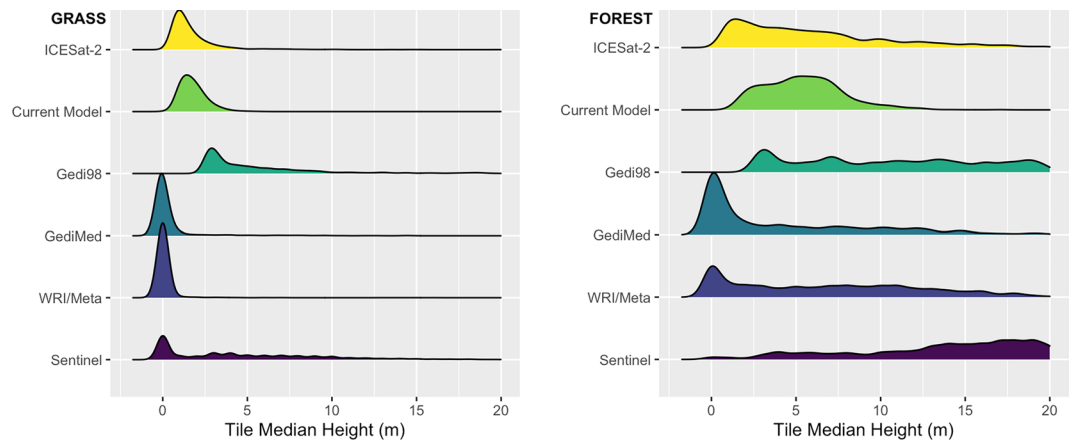 GRASS
ICESat-2
Current Model
Gedi98
GediMed
WRI/Meta
Sentinel
0 5 10 15 20
Tile Median Height (m)
FOREST
ICESat-2
Current Model
Gedi98
GediMed
WRI/Meta
Sentinel
0 5 10 15 20
Tile Median Height (m)